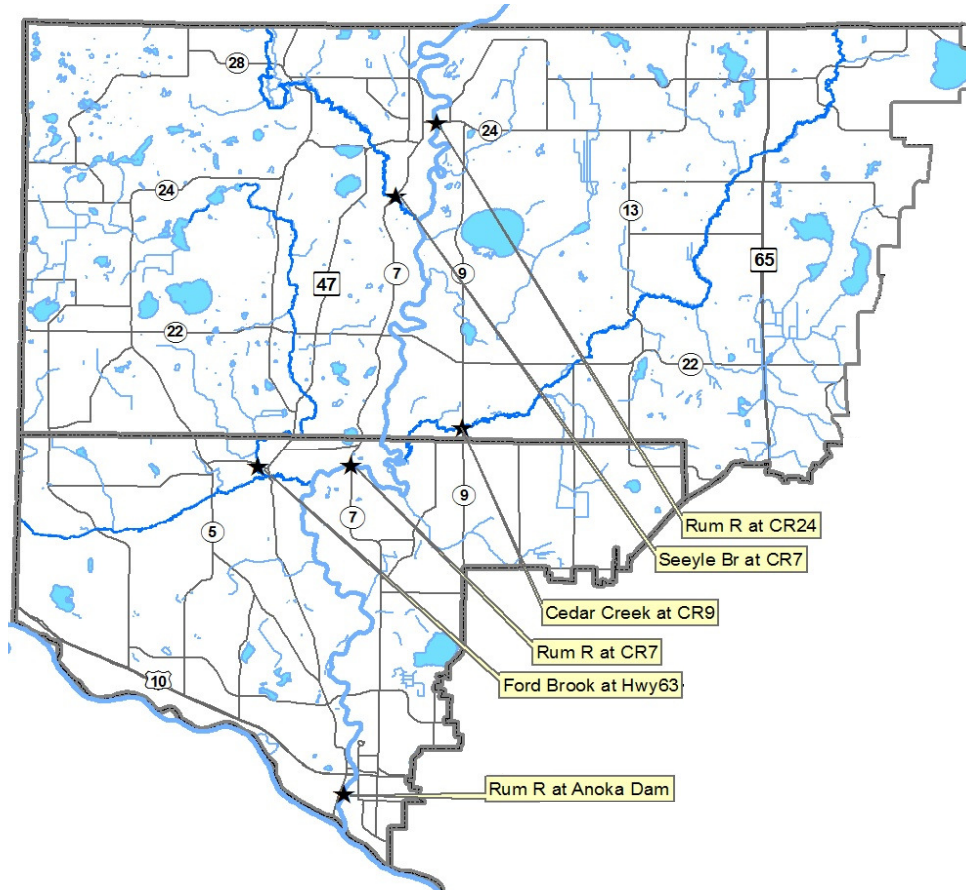 28
24
24
13
47
7
9
65
22
22
9
7
5
10
Rum R at CR24
Seeyle Br at CR7
Cedar Creek at CR9
Rum R at CR7
Ford Brook at Hwy63
Rum R at Anoka Dam